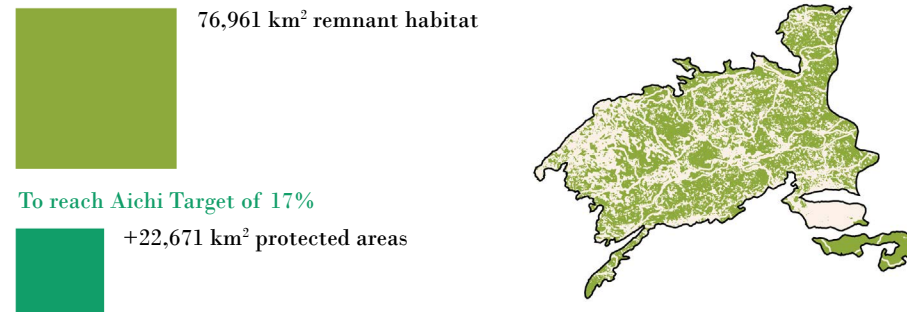 76,961 km² remnant habitat
To reach Aichi Target of 17%
+22,671 km² protected areas